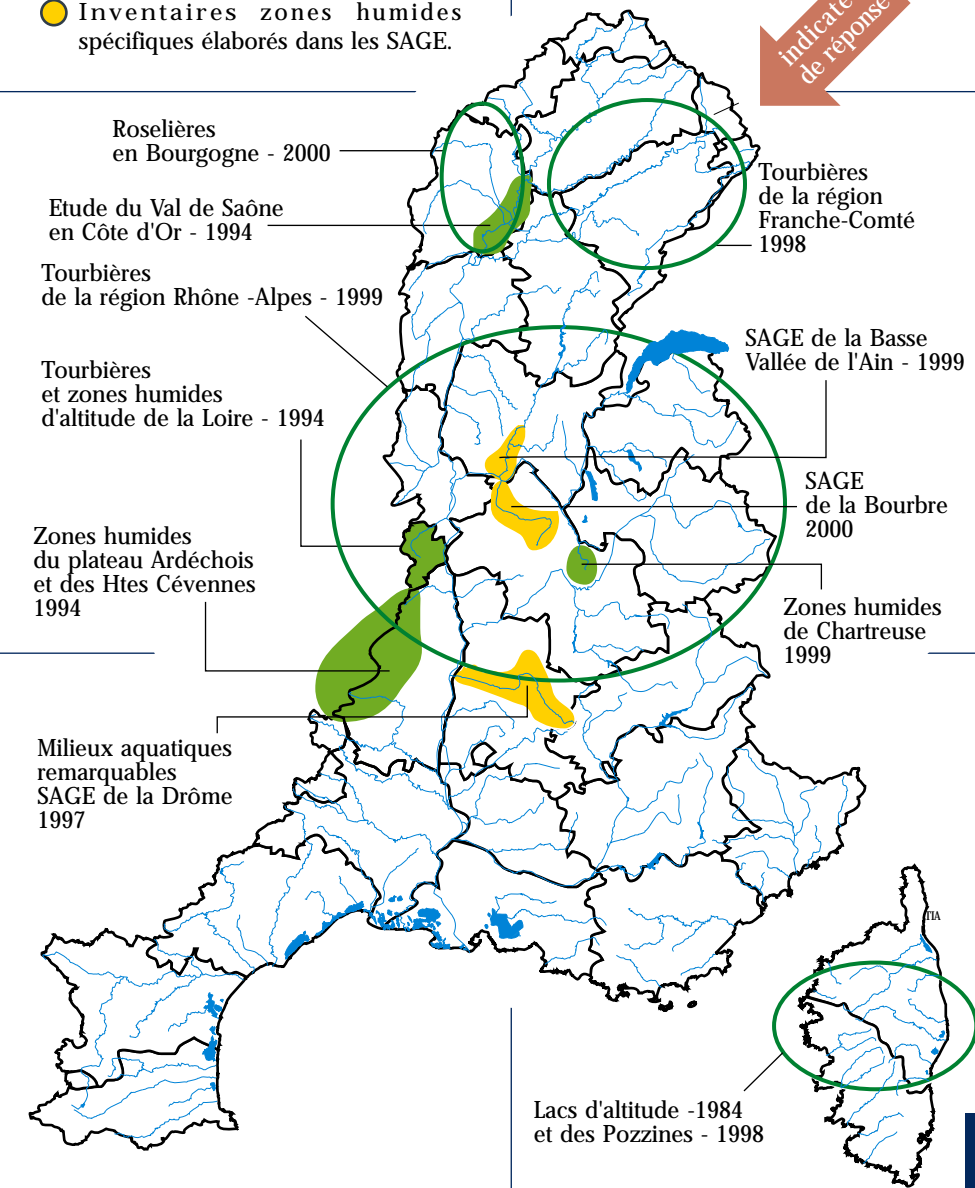 Inventaires zones humides
spécifiques élaborés dans les SAGE.
de réponse
Roselières
en Bourgogne - 2000
Etude du Val de Saône
en Côte d'Or - 1994
Tourbières
de la région Rhône -Alpes - 1999
Tourbières
et zones humides
d'altitude de la Loire - 1994
Zones humides
du plateau Ardéchois
et des Htes Cévennes
1994
Milieux aquatiques
remarquables
SAGE de la Drôme
1997
Tourbières
de la région
Franche-Comté
1998
SAGE de la Basse
Vallée de l'Ain - 1999
SAGE
de la Bourbre
2000
Zones humides
de Chartreuse
1999
TIA
Lacs d'altitude -1984
et des Pozzines - 1998